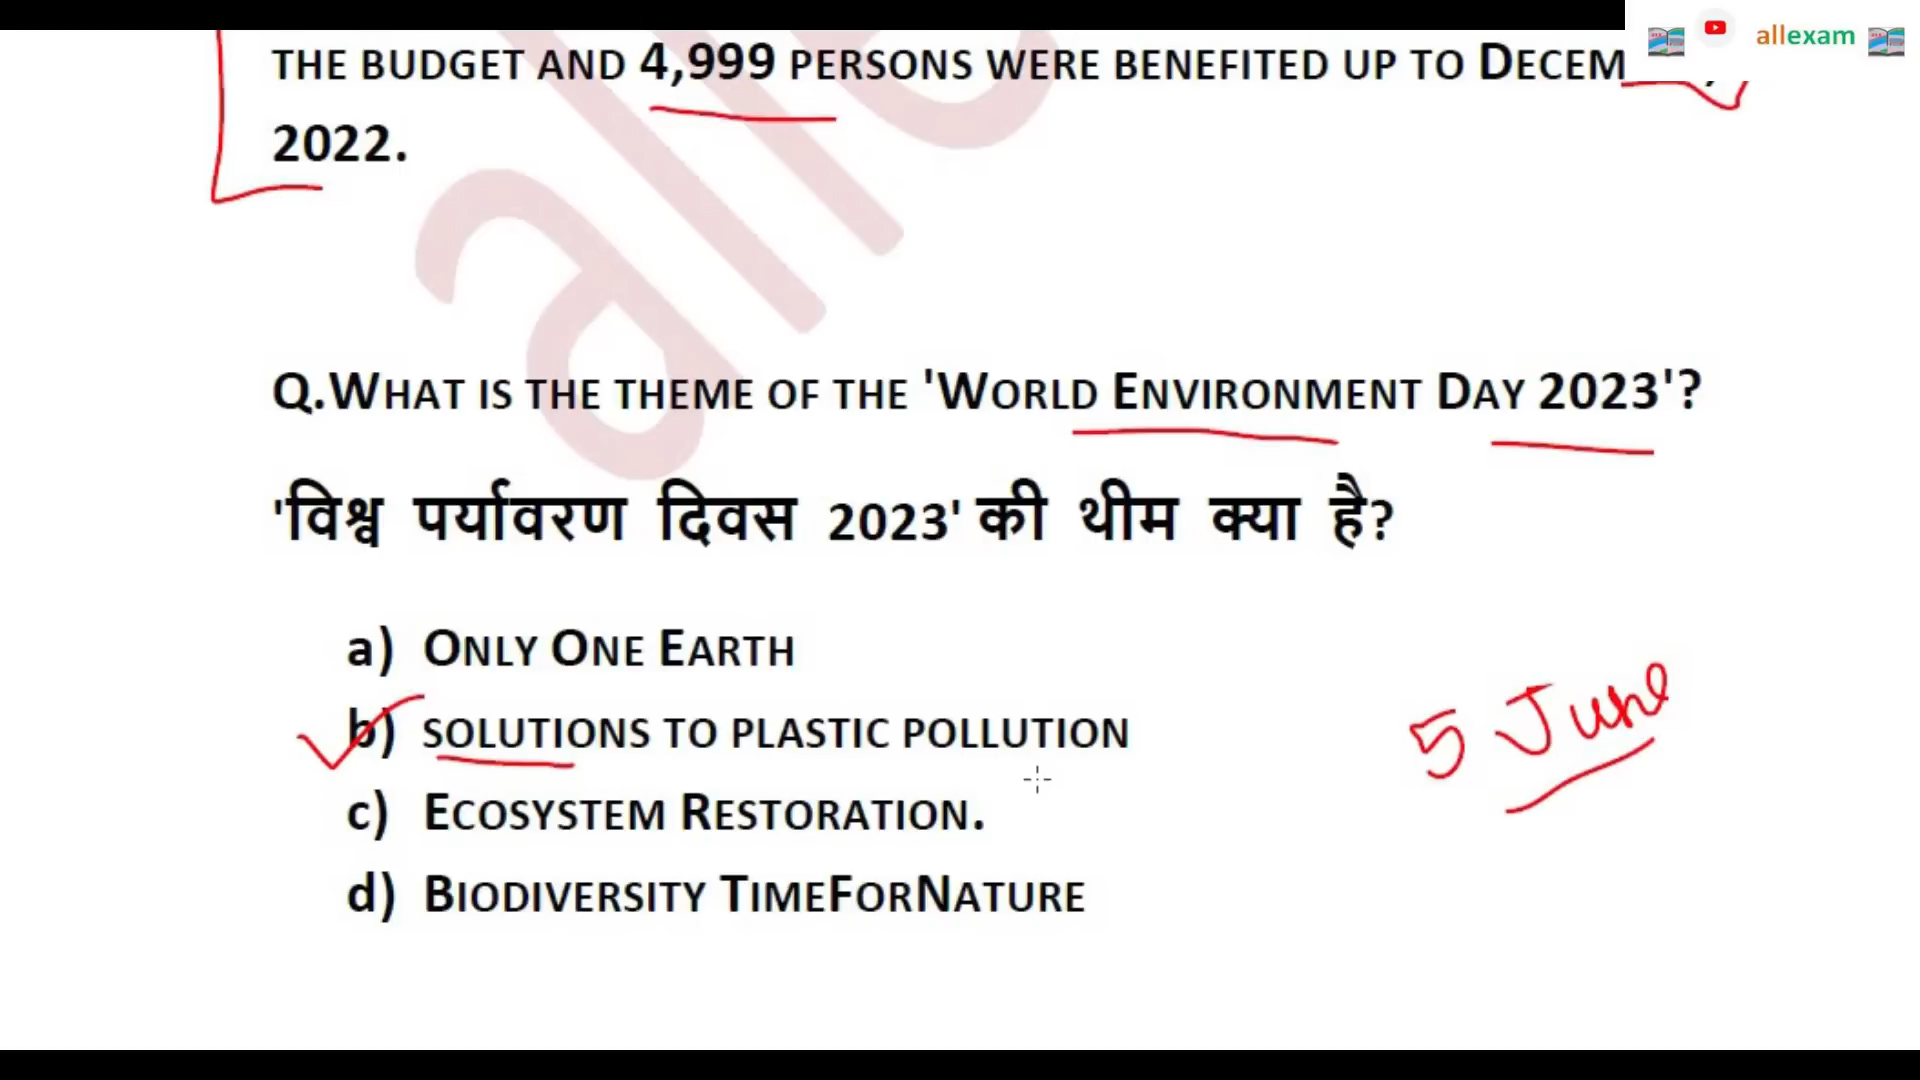 allexam
THE BUDGET AND 4,999 PERSONS WERE BENEFITED UP TO DECEM
2022.
Q.WHAT IS THE THEME OF THE 'WORLD ENVIRONMENT DAY 2023'?
'विश्व पर्यावरण दिवस 2023' की थीम क्या है?
a) ONLY ONE EARTH
b) SOLUTIONS TO PLASTIC POLLUTION
5 June
c) ECOSYSTEM RESTORATION.
d) BIODIVERSITY TIMEFORNATURE